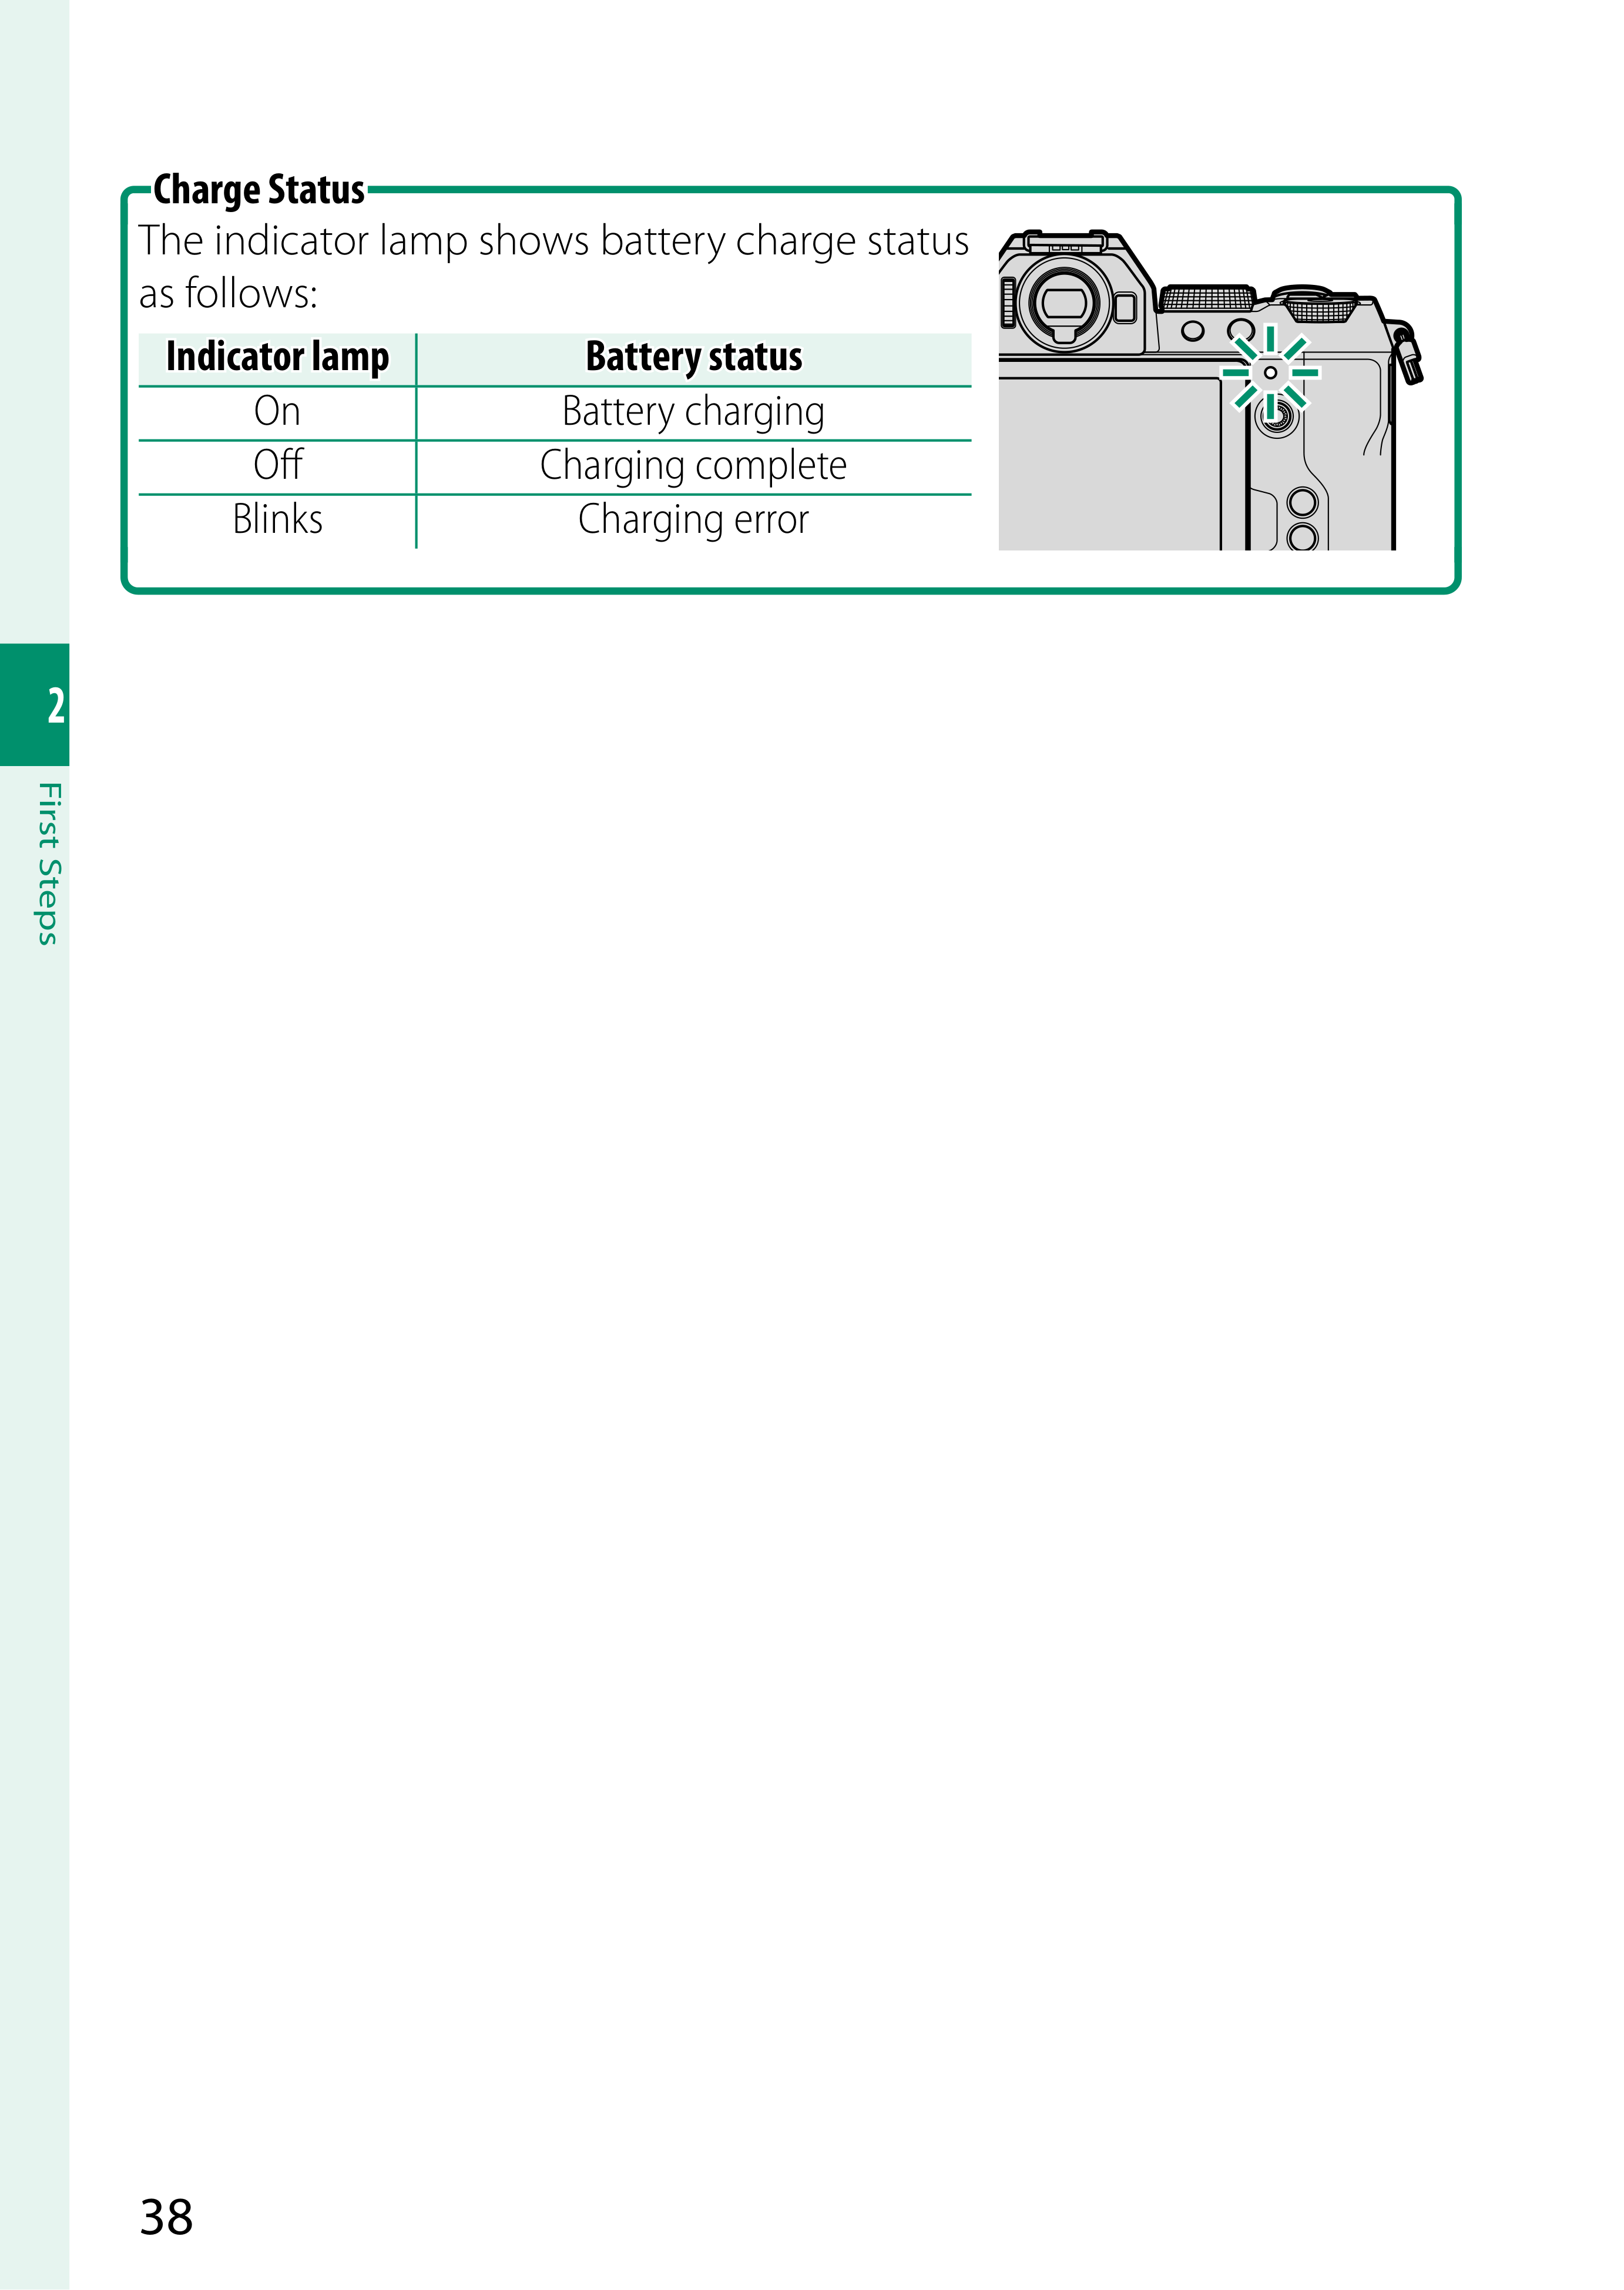 Charge Status
The indicator lamp shows battery charge status
as follows:
Indicator lamp Battery status
On Battery charging
Off Charging complete
Blinks Charging error
2
First Steps
38